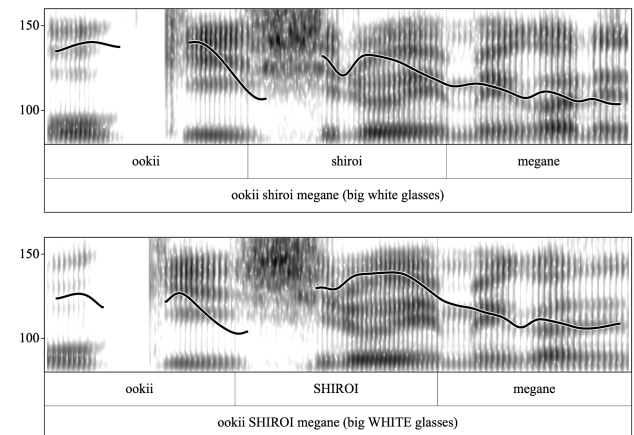 150
100
ookii shiroi megane
ookii shiroi megane (big white glasses)
150
100
ookii SHIROI megane
ookii SHIROI megane (big WHITE glasses)